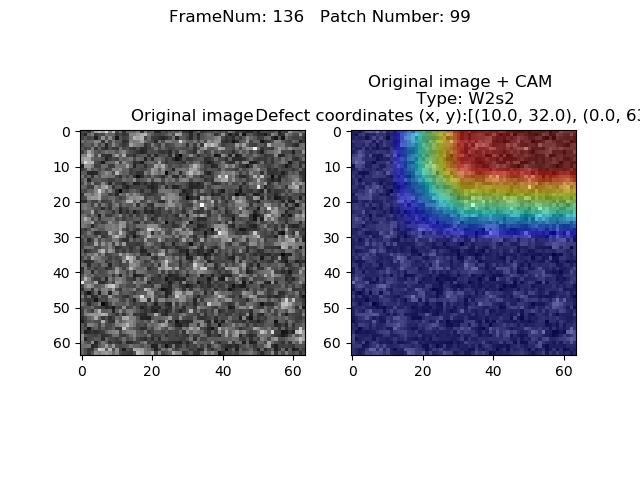 FrameNum: 136   Patch Number: 99
Original image + CAM
Type: W2s2
Original image
Defect coordinates (x, y):[(10.0, 32.0), (0.0,
0
10
20
30
40
50
60
0 20 40 60
0
10
20
30
40
50
60
0 20 40 60